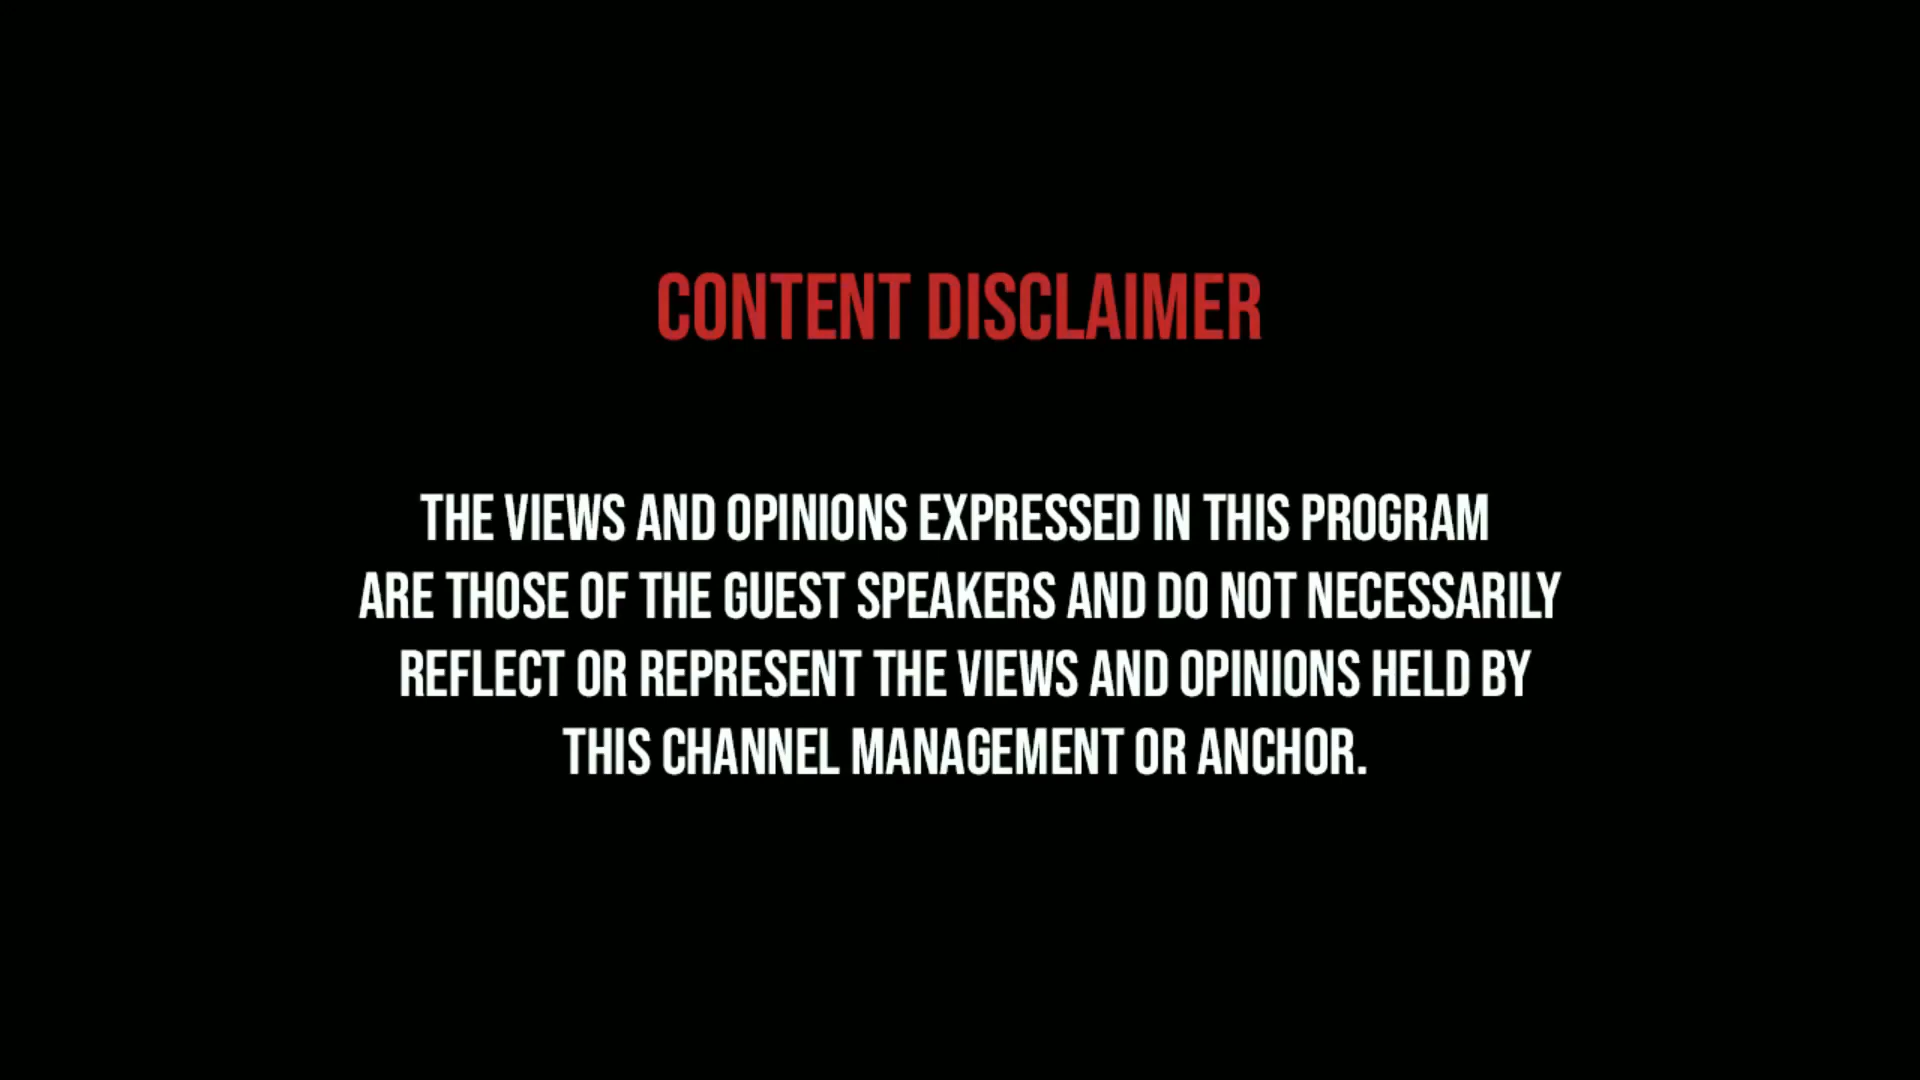 CONTENT DISCLAIMER
THE VIEWS AND OPINIONS EXPRESSED IN THIS PROGRAM
ARE THOSE OF THE GUEST SPEAKERS AND DO NOT NECESSARILY
REFLECT OR REPRESENT THE VIEWS AND OPINIONS HELD BY
THIS CHANNEL MANAGEMENT OR ANCHOR.